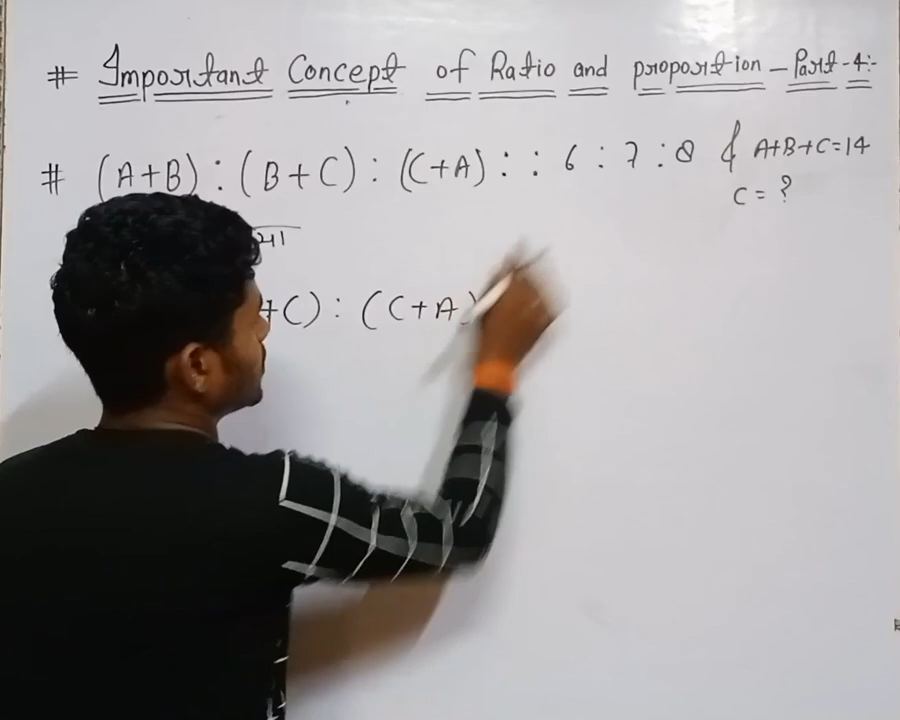 # Important Concept of Ratio and proportion - Part-4:-
# (A+B) : (B+C) : (C+A) : : 6 : 7 : 8 & A+B+C=14
C = ?
+C) : (C+A)